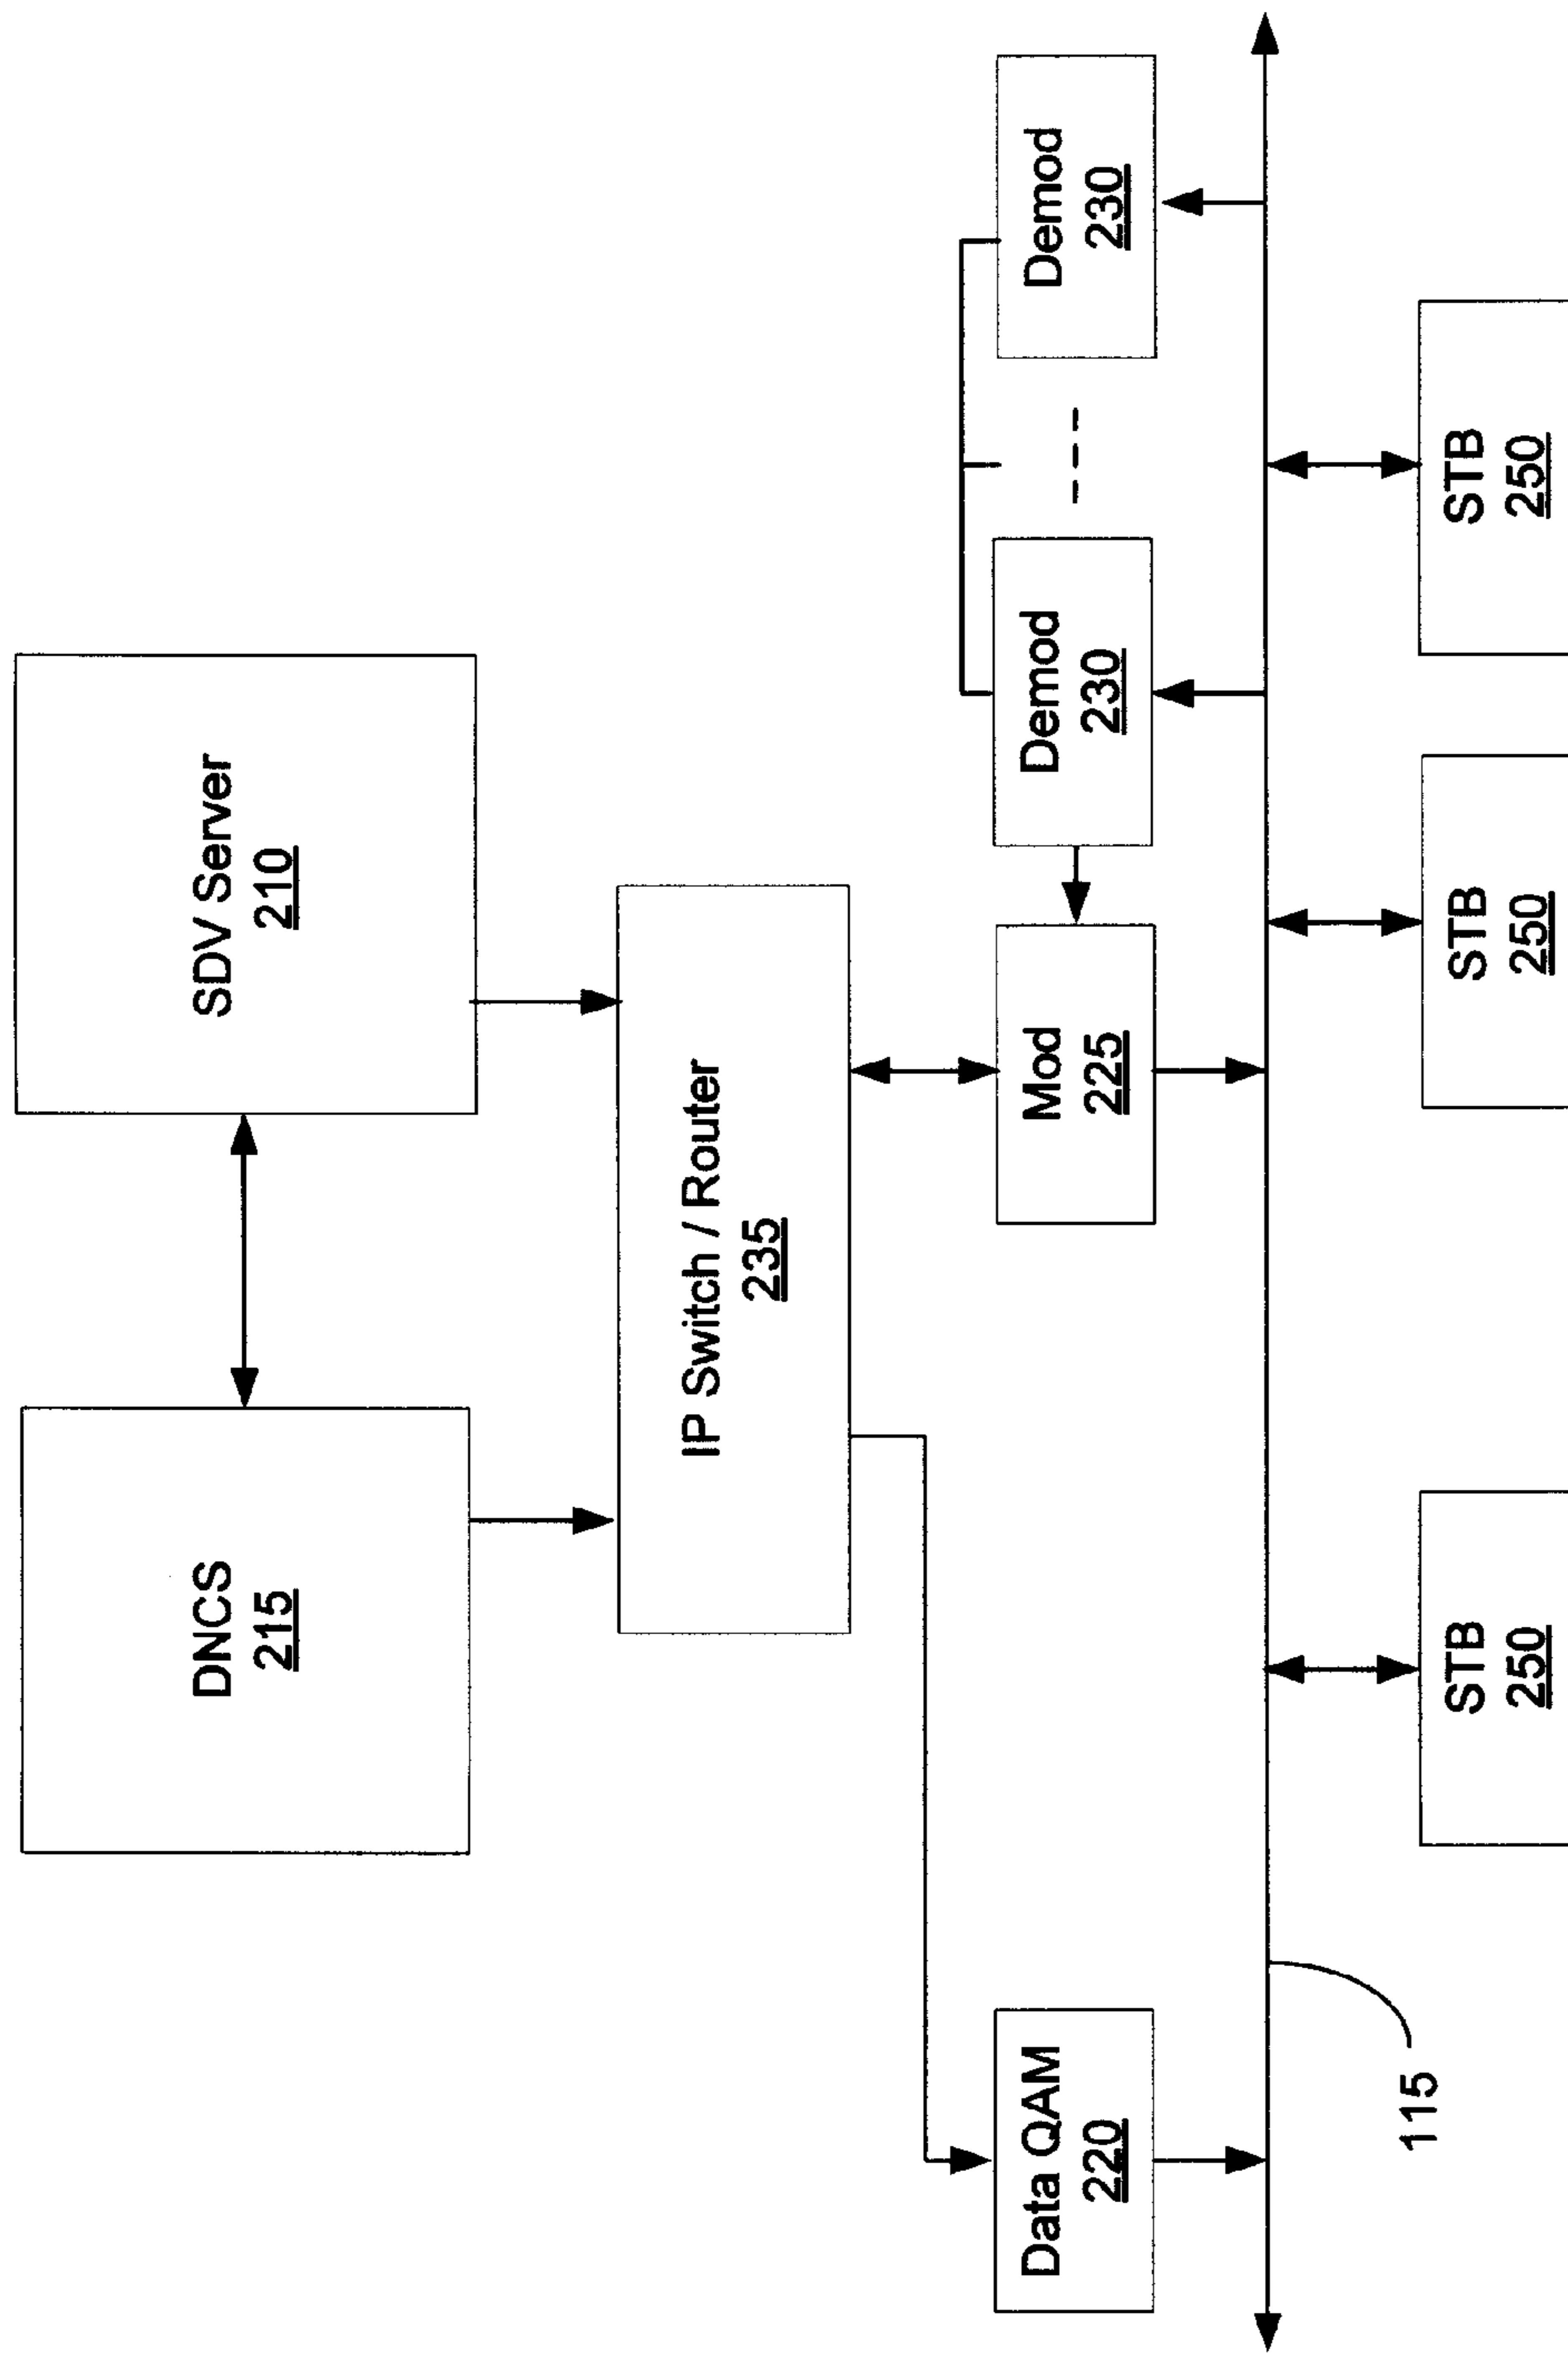 DNCS
215
SDV Server
210
IP Switch / Router
235
Data QAM
220
Mod
225
Demod
230
Demod
230
115
STB
250
STB
250
STB
250